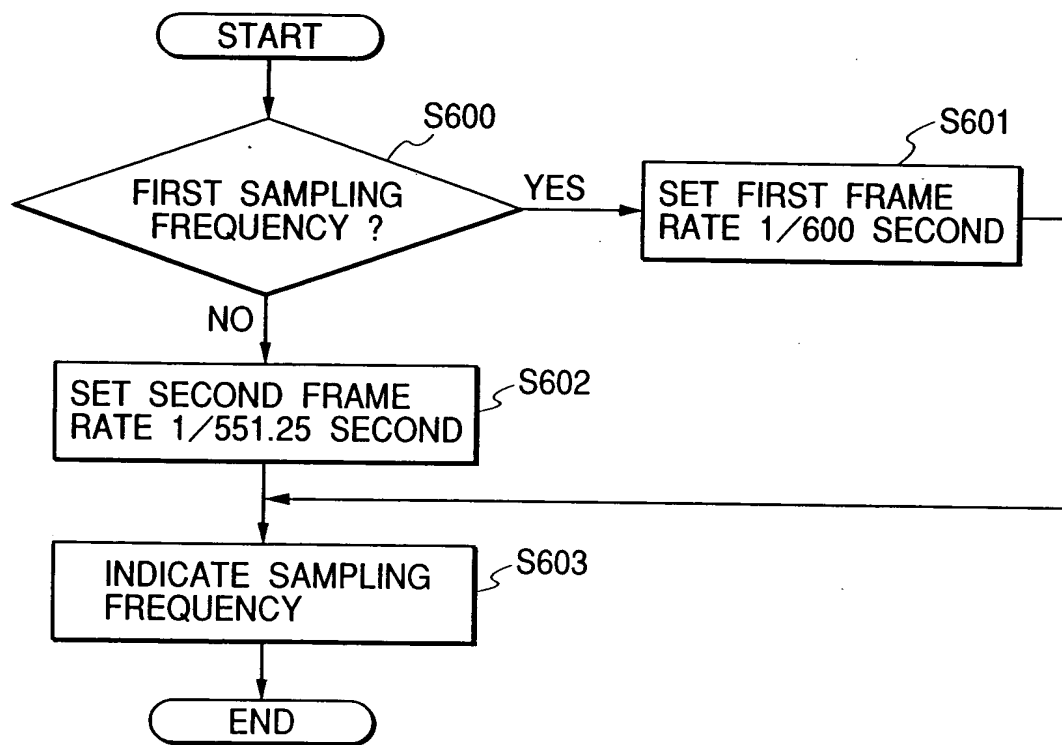 START
S600
FIRST SAMPLING
FREQUENCY ?
YES
S601
SET FIRST FRAME
RATE 1/600 SECOND
NO
S602
SET SECOND FRAME
RATE 1/551.25 SECOND
S603
INDICATE SAMPLING
FREQUENCY
END